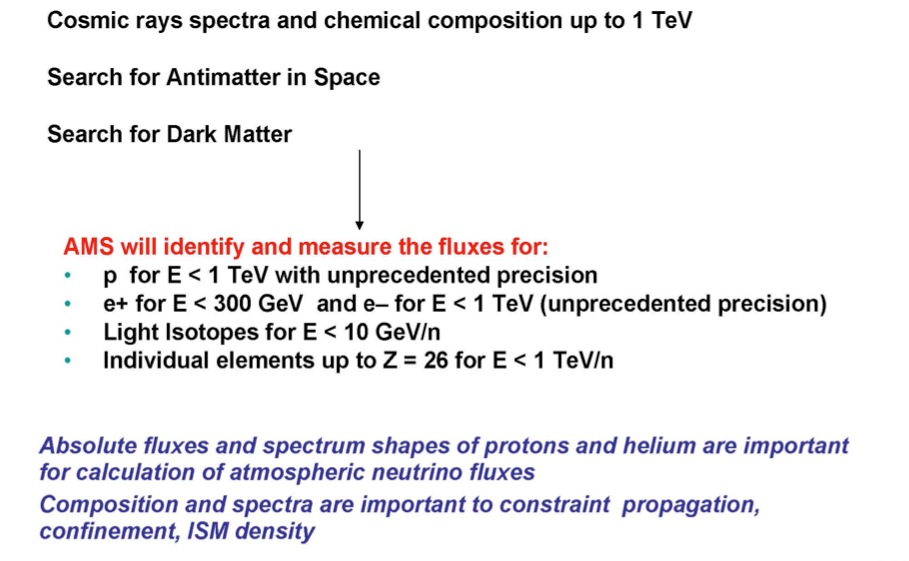 Cosmic rays spectra and chemical composition up to 1 TeV
Search for Antimatter in Space
Search for Dark Matter
AMS will identify and measure the fluxes for:
• p for E < 1 TeV with unprecedented precision
• e+ for E < 300 GeV and e– for E < 1 TeV (unprecedented precision)
• Light Isotopes for E < 10 GeV/n
• Individual elements up to Z = 26 for E < 1 TeV/n
Absolute fluxes and spectrum shapes of protons and helium are important
for calculation of atmospheric neutrino fluxes
Composition and spectra are important to constraint propagation,
confinement, ISM density